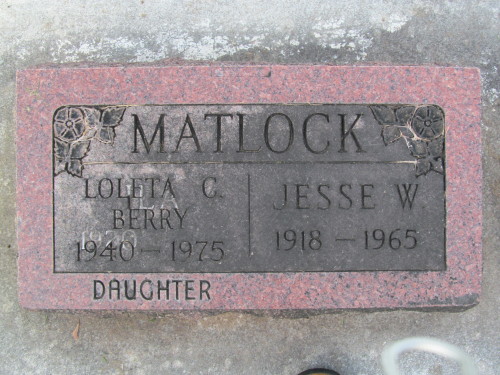 MATLOCK
LOLETA C.
BERRY
1940 – 1975
JESSE W.
1918 – 1965
DAUGHTER